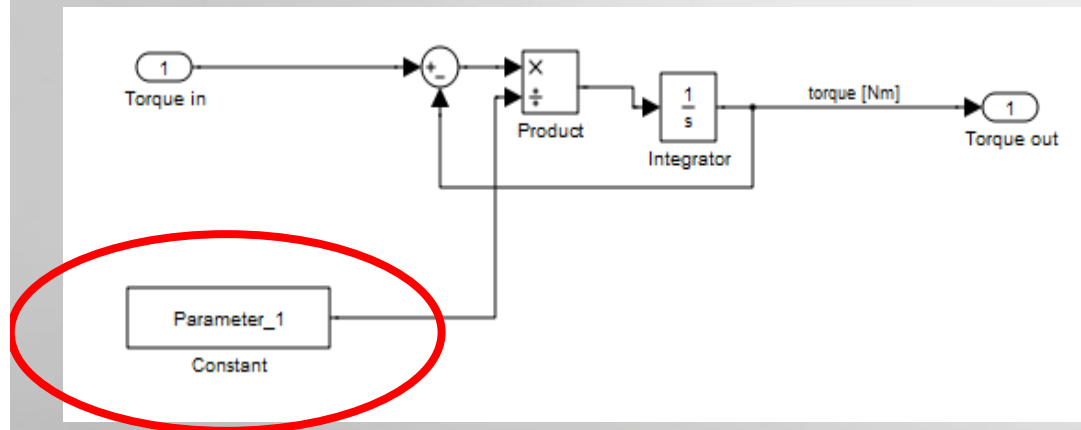 1
Torque in
+
-
×
÷
Product
1
s
Integrator
torque [Nm]
1
Torque out
Parameter_1
Constant